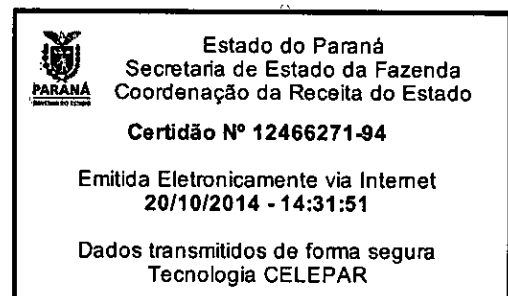 Estado do Paraná
Secretaria de Estado da Fazenda
PARANÁ
Coordenação da Receita do Estado
Certidão Nº 12466271-94
Emitida Eletronicamente via Internet
20/10/2014 - 14:31:51
Dados transmitidos de forma segura
Tecnologia CELEPAR